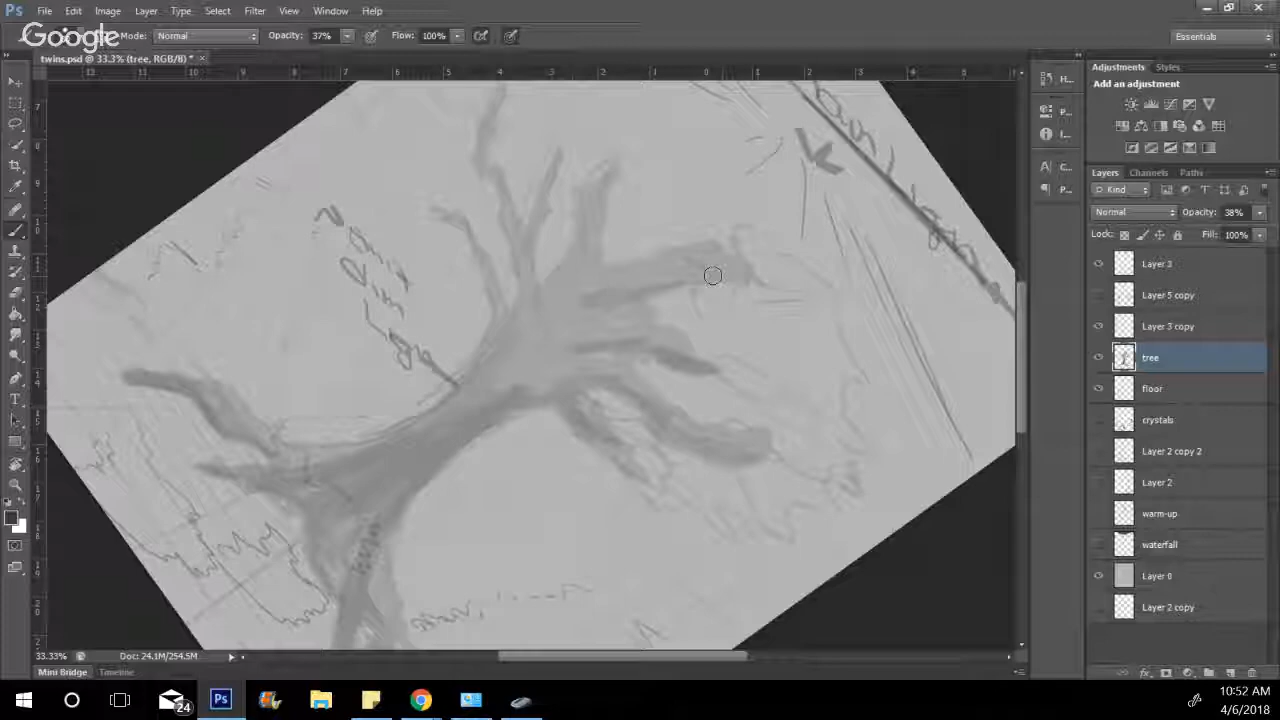 Ps File Edit Image Layer Type Select Filter View Window Help
Google
Mode: Normal Opacity: 37% Flow: 100% Essentials
twins.psd @ 33.3% (tree, RGB/8) * ×
Adjustments Styles
Add an adjustment
Layers Channels Paths
Kind
Normal Opacity: 38%
Lock: Fill: 100%
Layer 3
Layer 5 copy
Layer 3 copy
tree
floor
crystals
Layer 2 copy 2
Layer 2
warm-up
waterfall
Layer 0
Layer 2 copy
H...
P...
I...
C...
P...
33.33% Doc: 24.1M/254.5M
Mini Bridge Timeline
24
Ps
10:52 AM
4/6/2018